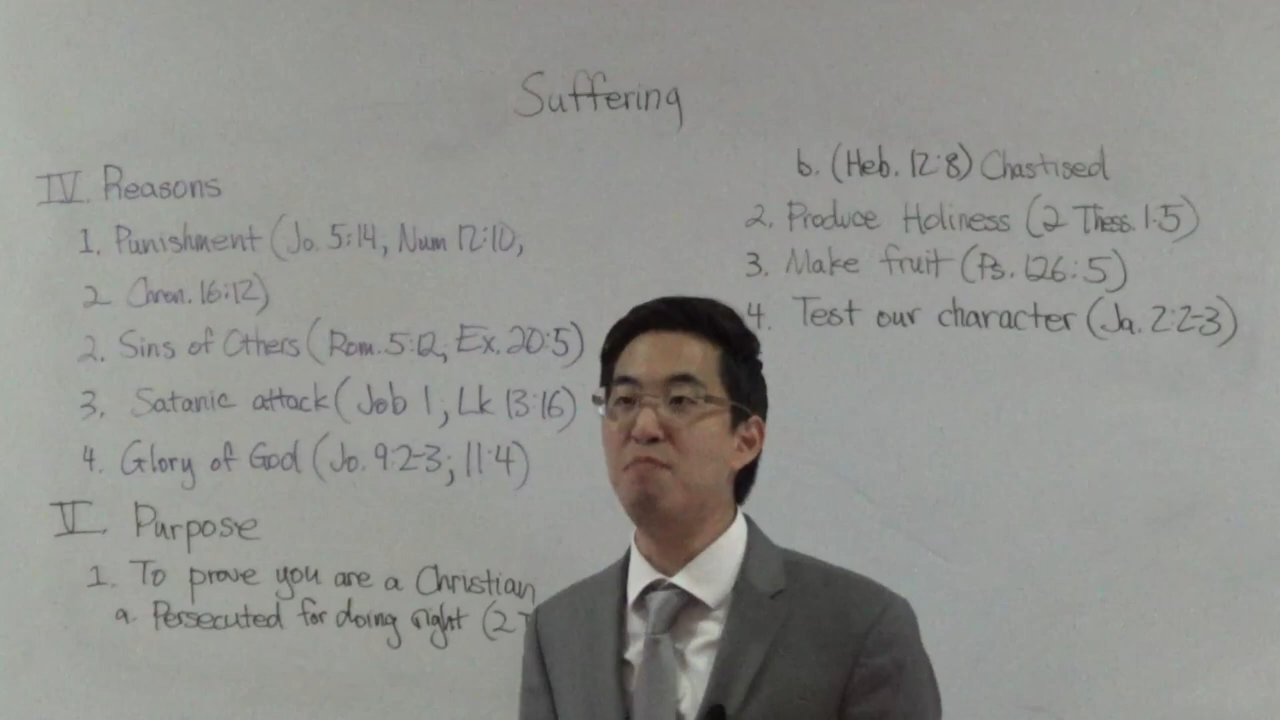 Suffering
IV. Reasons
1. Punishment (Jo. 5:14, Num 12:10,
2 Chron. 16:12)
2. Sins of Others (Rom. 5:12, Ex. 20:5)
3. Satanic attack (Job 1, Lk 13:16)
4. Glory of God (Jo. 9:2-3; 11:4)
V. Purpose
1. To prove you are a Christian
a. Persecuted for doing right (2
b. (Heb. 12:8) Chastised
2. Produce Holiness (2 Thess. 1:5)
3. Make fruit (Ps. 126:5)
4. Test our character (Ja. 2:2-3)